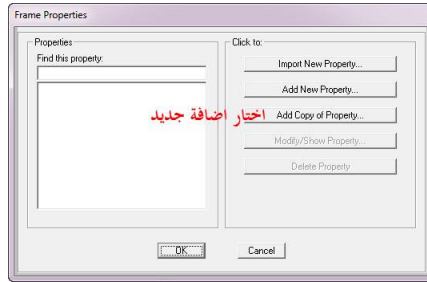 Frame Properties
Properties
Find this property:
Click to:
Import New Property...
Add New Property...
Add Copy of Property...
Modify/Show Property...
Delete Property
اختار اضافة جديد
OK
Cancel